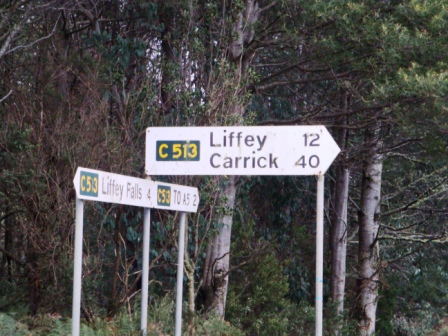 C513 Liffey 12
Carrick 40
C513 Liffey Falls 4
C513 TO A5 2